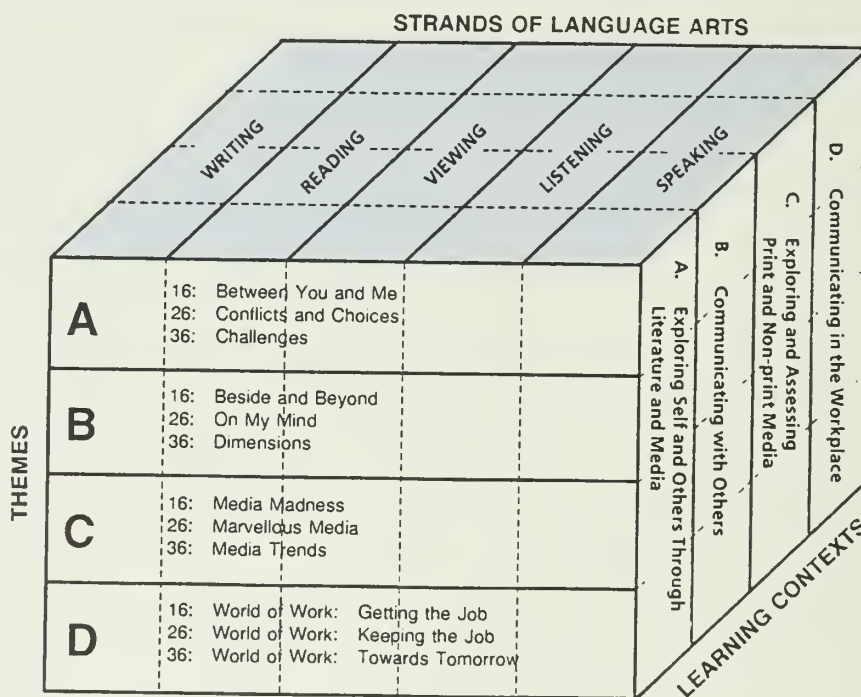 STRANDS OF LANGUAGE ARTS
WRITING
READING
VIEWING
LISTENING
SPEAKING
THEMES
A
16: Between You and Me
26: Conflicts and Choices
36: Challenges
B
16: Beside and Beyond
26: On My Mind
36: Dimensions
C
16: Media Madness
26: Marvellous Media
36: Media Trends
D
16: World of Work: Getting the Job
26: World of Work: Keeping the Job
36: World of Work: Towards Tomorrow
A. Exploring Self and Others Through
Literature and Media
B. Communicating with Others
C. Exploring and Assessing
Print and Non-print Media
D. Communicating in the Workplace
LEARNING CONTEXTS